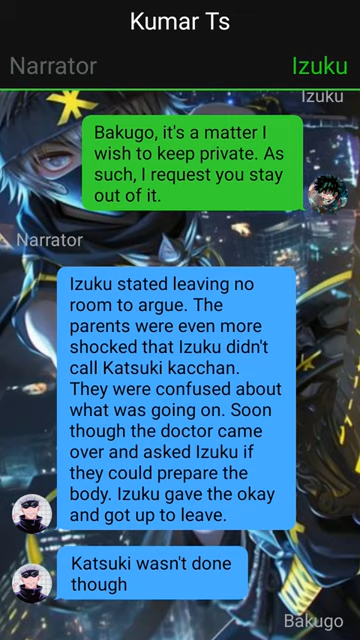 Kumar Ts
Narrator
Izuku
Izuku
Bakugo, it's a matter I
wish to keep private. As
such, I request you stay
out of it.
Narrator
Izuku stated leaving no
room to argue. The
parents were even more
shocked that Izuku didn't
call Katsuki kacchan.
They were confused about
what was going on. Soon
though the doctor came
over and asked Izuku if
they could prepare the
body. Izuku gave the okay
and got up to leave.
Katsuki wasn't done
though
Bakugo